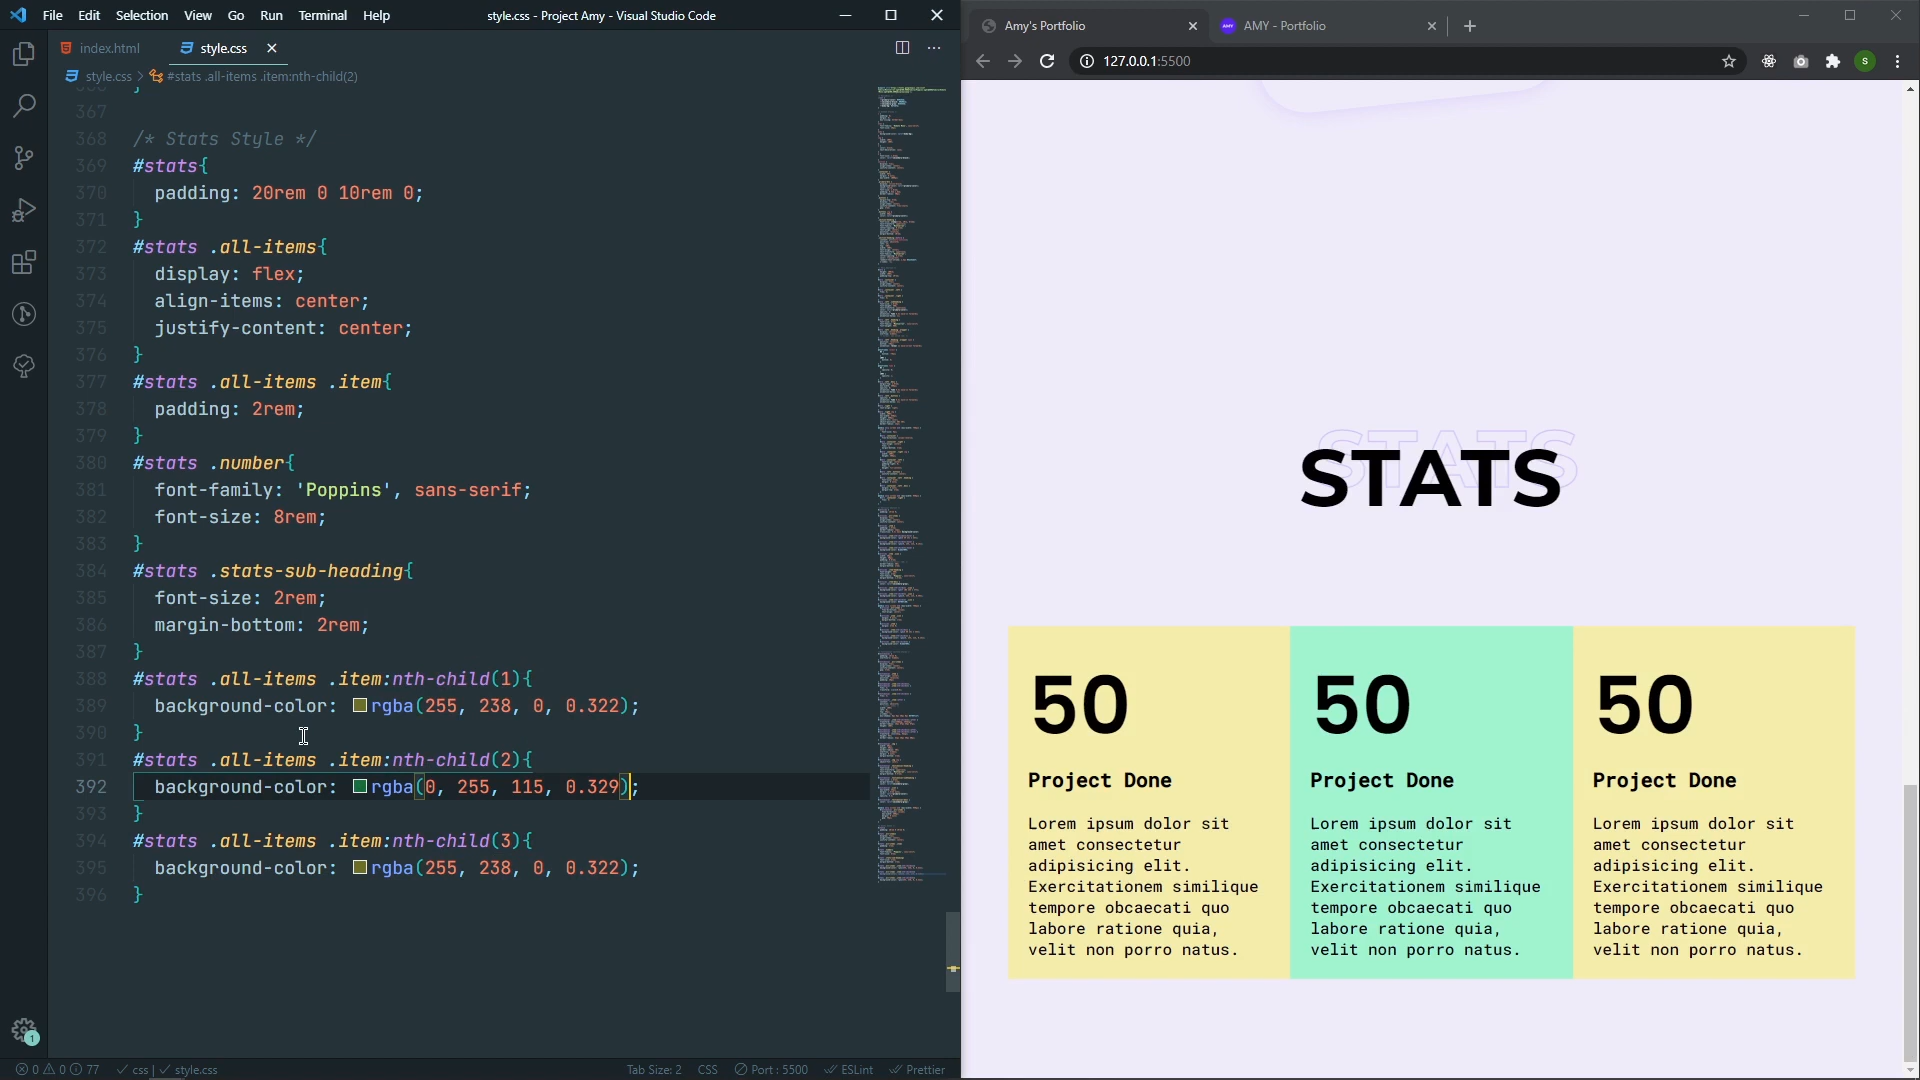 File Edit Selection View Go Run Terminal Help
style.css - Project Amy - Visual Studio Code
index.html
style.css
style.css > #stats .all-items .item:nth-child(2)
367
368 /* Stats Style */
369 #stats{
370 padding: 20rem 0 10rem 0;
371 }
372 #stats .all-items{
373 display: flex;
374 align-items: center;
375 justify-content: center;
376 }
377 #stats .all-items .item{
378 padding: 2rem;
379 }
380 #stats .number{
381 font-family: 'Poppins', sans-serif;
382 font-size: 8rem;
383 }
384 #stats .stats-sub-heading{
385 font-size: 2rem;
386 margin-bottom: 2rem;
387 }
388 #stats .all-items .item:nth-child(1){
389 background-color: rgba(255, 238, 0, 0.322);
390 }
391 #stats .all-items .item:nth-child(2){
392 background-color: rgba(0, 255, 115, 0.329);
393 }
394 #stats .all-items .item:nth-child(3){
395 background-color: rgba(255, 238, 0, 0.322);
396 }
1
0 0 77
css | style.css
Tab Size: 2
CSS
Port : 5500
ESLint
Prettier
Amy's Portfolio
AMY - Portfolio
127.0.0.1:5500
S
STATS
STATS
50
Project Done
Lorem ipsum dolor sit
amet consectetur
adipisicing elit.
Exercitationem similique
tempore obcaecati quo
labore ratione quia,
velit non porro natus.
50
Project Done
Lorem ipsum dolor sit
amet consectetur
adipisicing elit.
Exercitationem similique
tempore obcaecati quo
labore ratione quia,
velit non porro natus.
50
Project Done
Lorem ipsum dolor sit
amet consectetur
adipisicing elit.
Exercitationem similique
tempore obcaecati quo
labore ratione quia,
velit non porro natus.